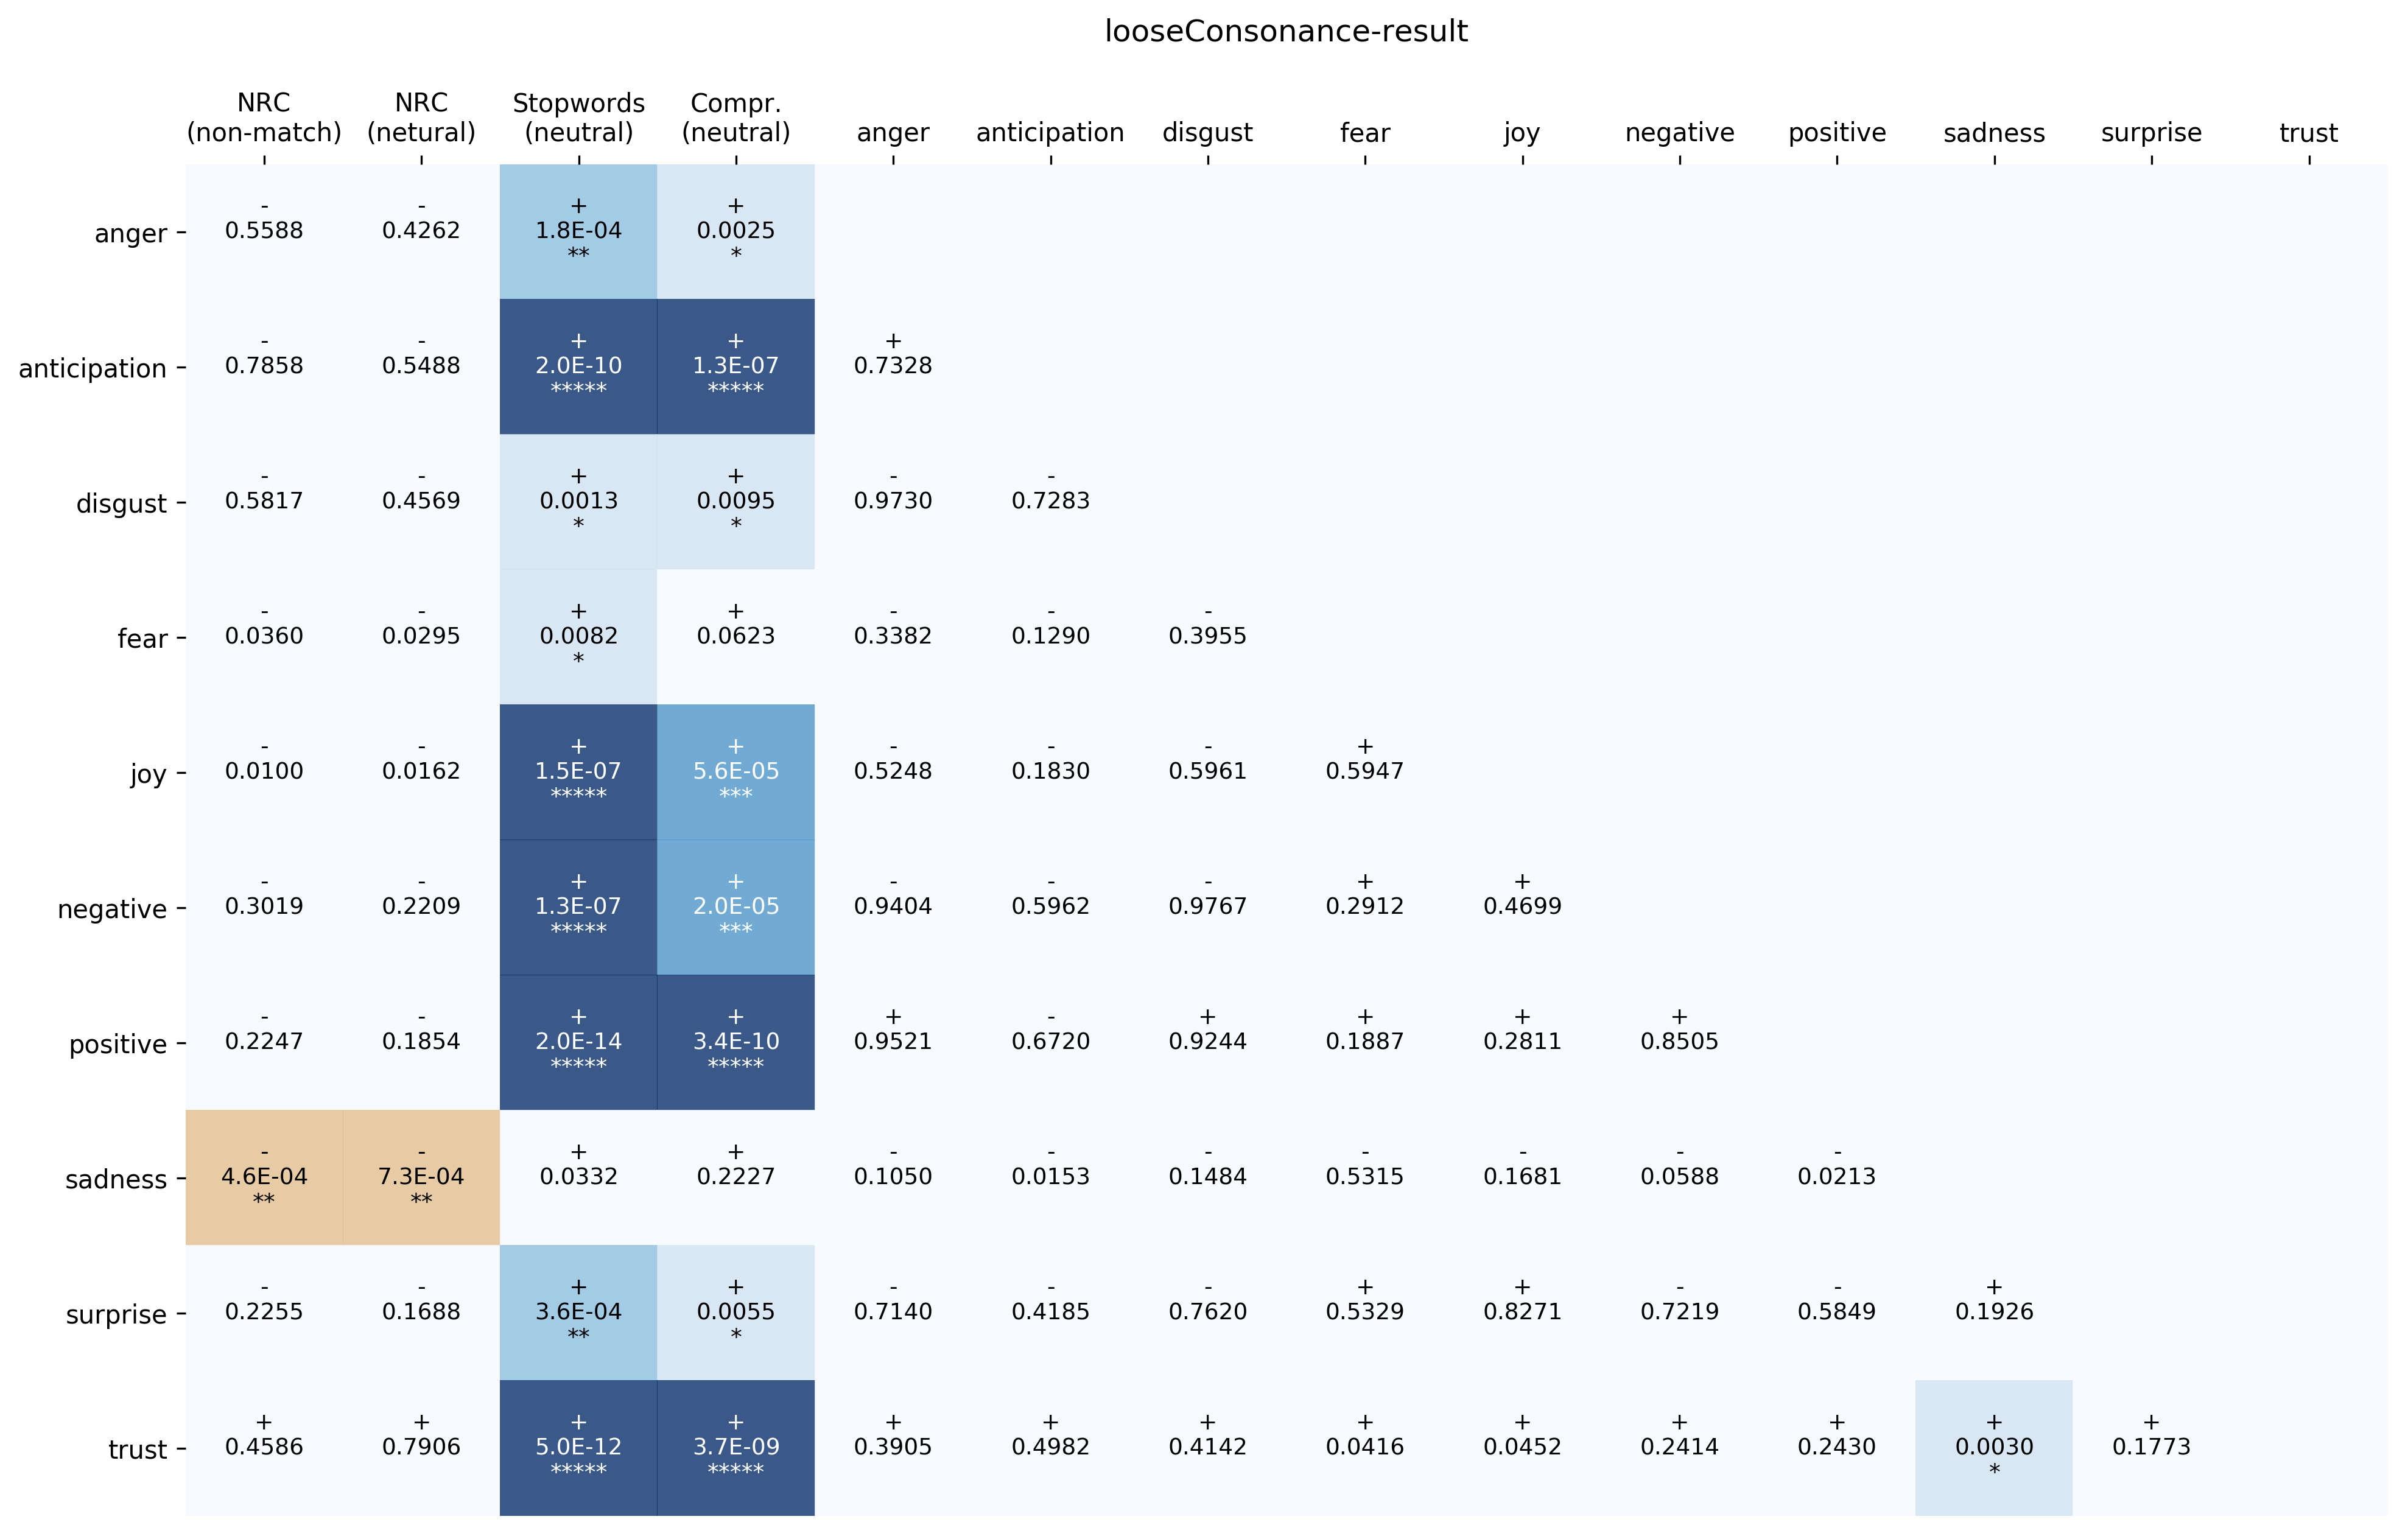 looseConsonance-result
NRC NRC Stopwords Compr.
(non-match) (netural) (neutral) (neutral) anger anticipation disgust fear joy negative positive sadness surprise trust
- - + +
anger 0.5588 0.4262 1.8E-04 0.0025
** *
- - + + +
anticipation 0.7858 0.5488 2.0E-10 1.3E-07 0.7328
***** *****
- - + + - -
disgust 0.5817 0.4569 0.0013 0.0095 0.9730 0.7283
* *
- - + + - - -
fear 0.0360 0.0295 0.0082 0.0623 0.3382 0.1290 0.3955
*
- - + + - - - +
joy 0.0100 0.0162 1.5E-07 5.6E-05 0.5248 0.1830 0.5961 0.5947
***** ***
- - + + - - - + +
negative 0.3019 0.2209 1.3E-07 2.0E-05 0.9404 0.5962 0.9767 0.2912 0.4699
***** ***
- - + + + - + + + +
positive 0.2247 0.1854 2.0E-14 3.4E-10 0.9521 0.6720 0.9244 0.1887 0.2811 0.8505
***** *****
- - + + - - - - - - -
sadness 4.6E-04 7.3E-04 0.0332 0.2227 0.1050 0.0153 0.1484 0.5315 0.1681 0.0588 0.0213
** **
- - + + - - - + + - - +
surprise 0.2255 0.1688 3.6E-04 0.0055 0.7140 0.4185 0.7620 0.5329 0.8271 0.7219 0.5849 0.1926
** *
+ + + + + + + + + + + + +
trust 0.4586 0.7906 5.0E-12 3.7E-09 0.3905 0.4982 0.4142 0.0416 0.0452 0.2414 0.2430 0.0030 0.1773
***** ***** *